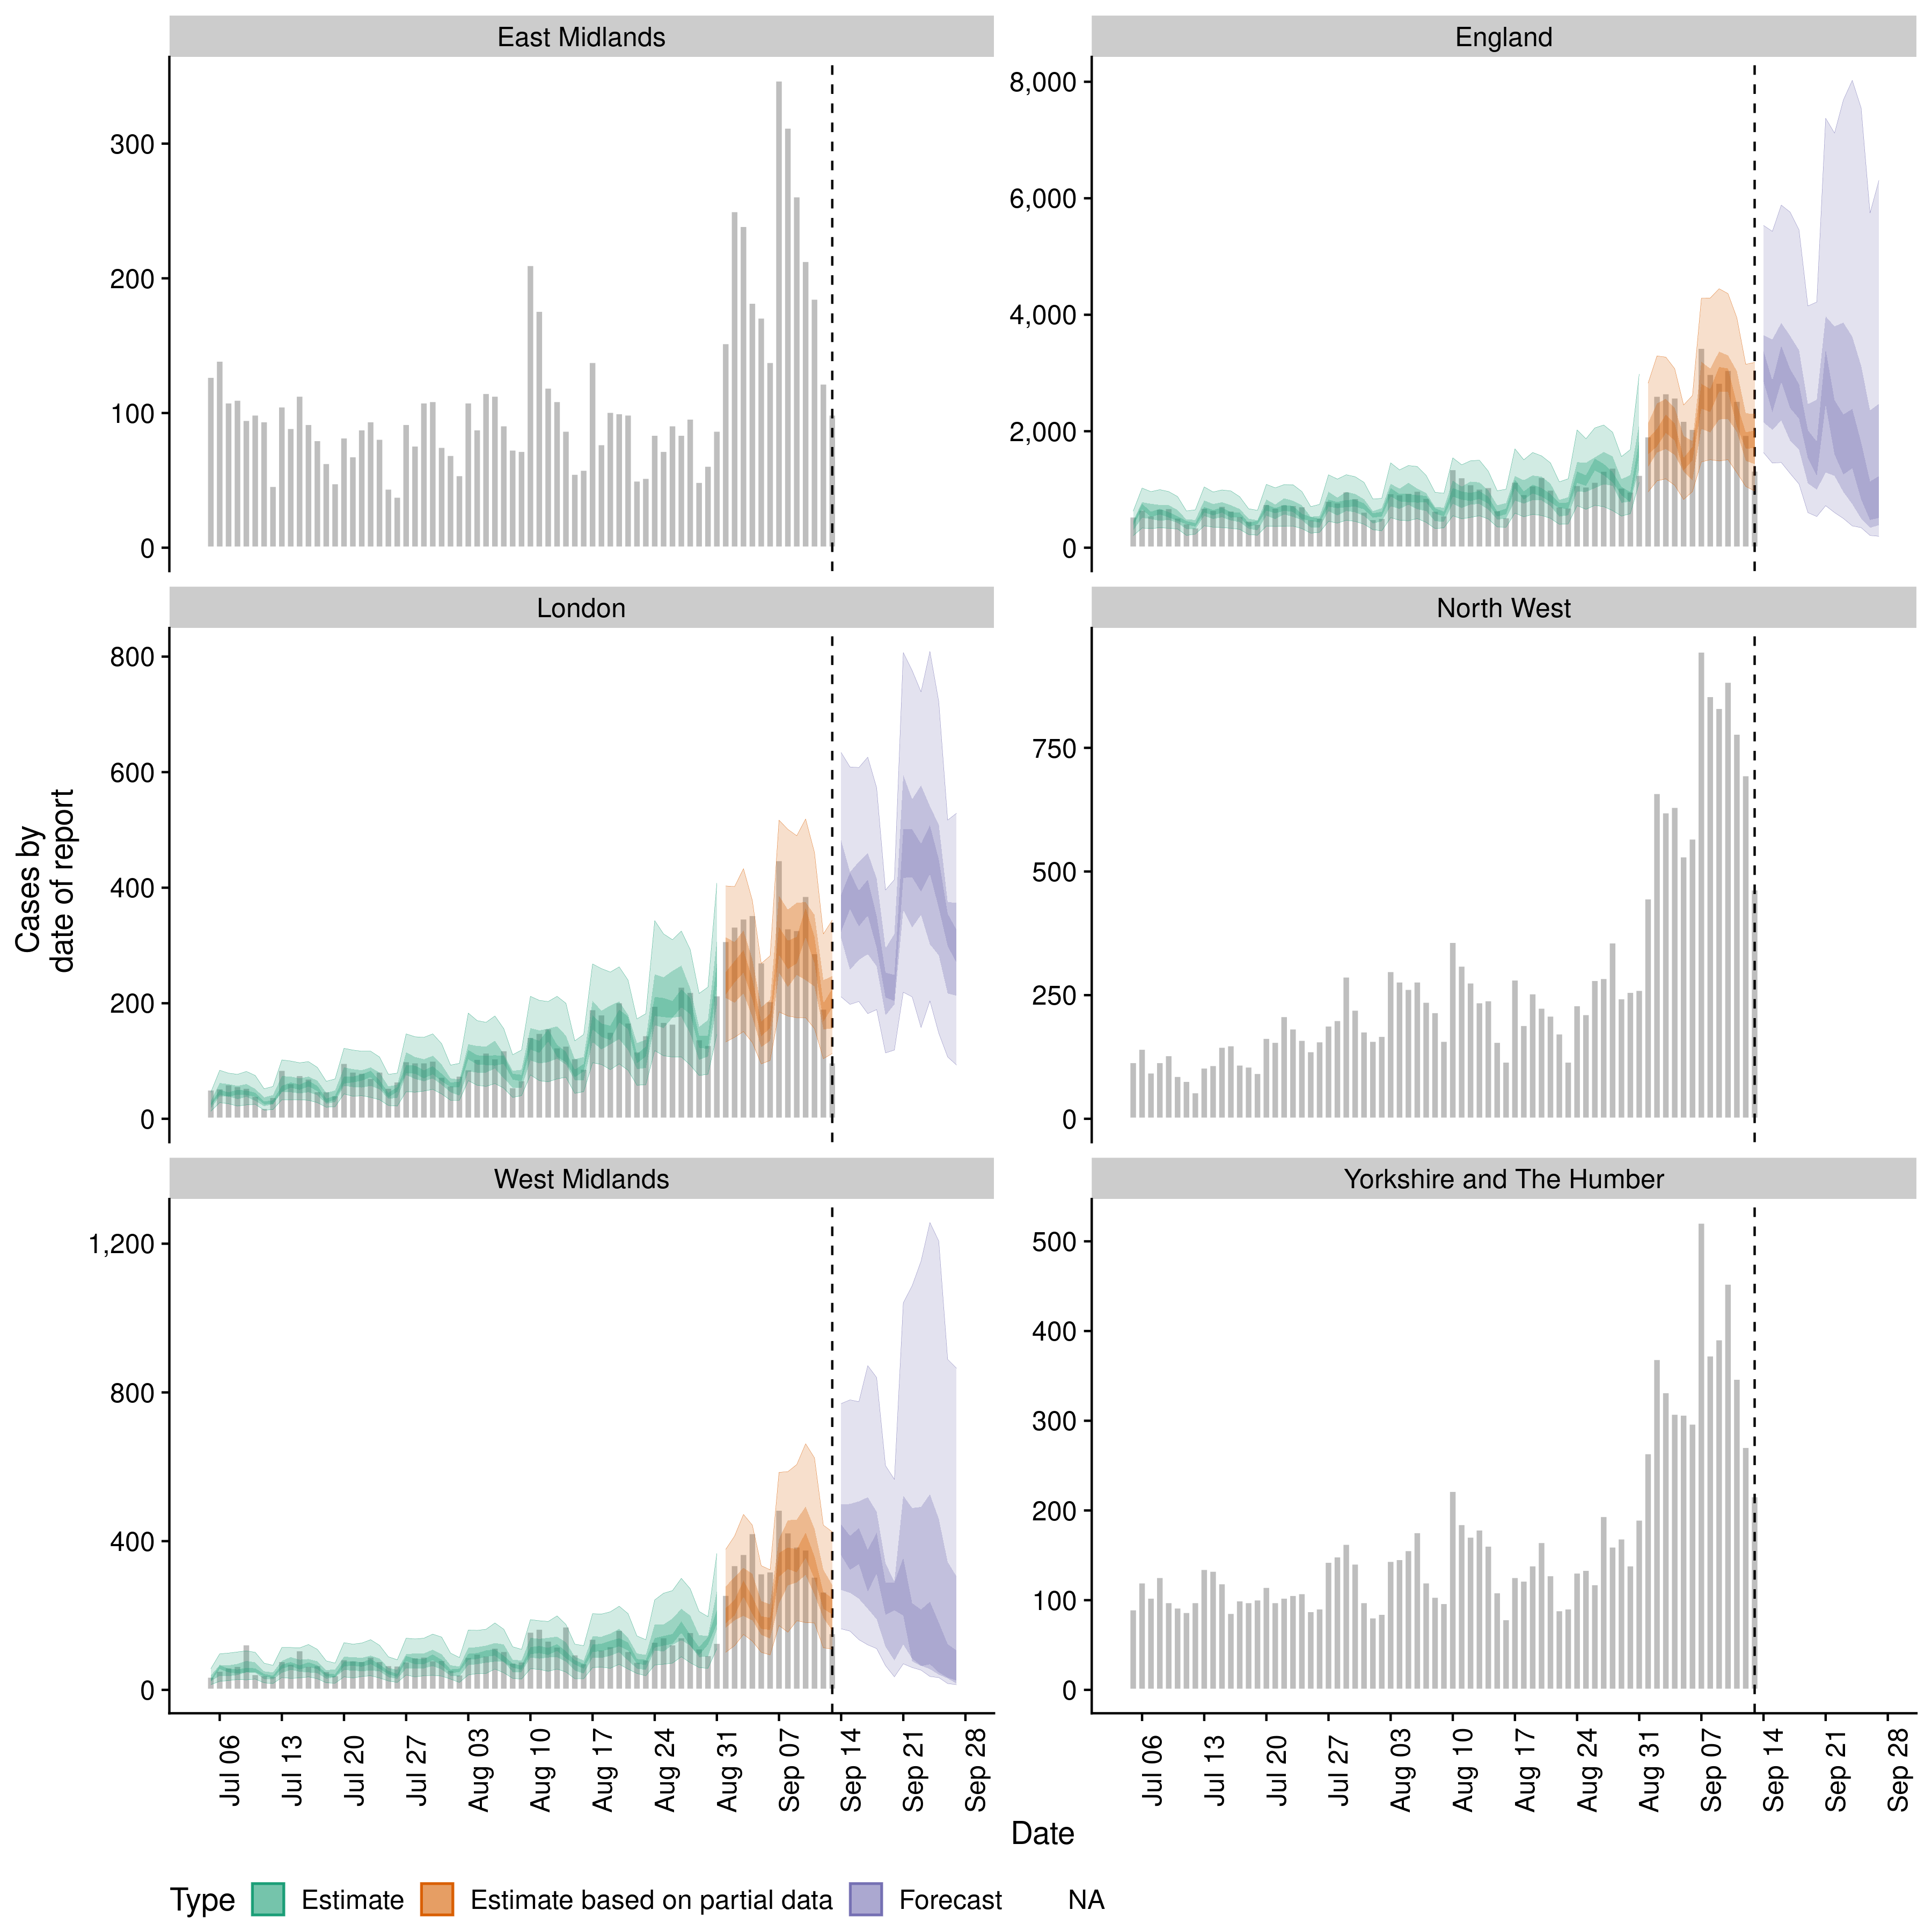 East Midlands
England
300
200
100
0
8,000
6,000
4,000
2,000
0
London
North West
800
600
400
200
0
750
500
250
0
West Midlands
Yorkshire and The Humber
1,200
800
400
0
500
400
300
200
100
0
Cases by
date of report
Jul 06
Jul 13
Jul 20
Jul 27
Aug 03
Aug 10
Aug 17
Aug 24
Aug 31
Sep 07
Sep 14
Sep 21
Sep 28
Jul 06
Jul 13
Jul 20
Jul 27
Aug 03
Aug 10
Aug 17
Aug 24
Aug 31
Sep 07
Sep 14
Sep 21
Sep 28
Date
Type Estimate Estimate based on partial data Forecast NA